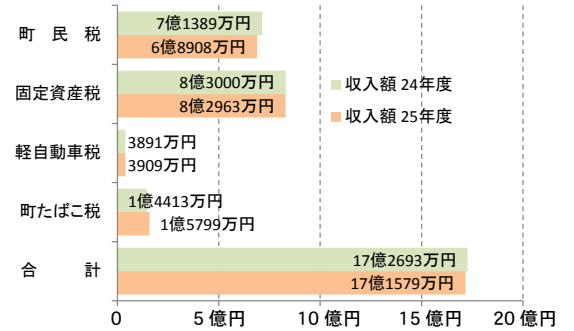 町　民　税
7億1389万円
6億8908万円
固定資産税
8億3000万円
8億2963万円
収入額 24年度
収入額 25年度
軽自動車税
3891万円
3909万円
町たばこ税
1億4413万円
1億5799万円
合　　計
17億2693万円
17億1579万円
0 5億円 10億円 15億円 20億円